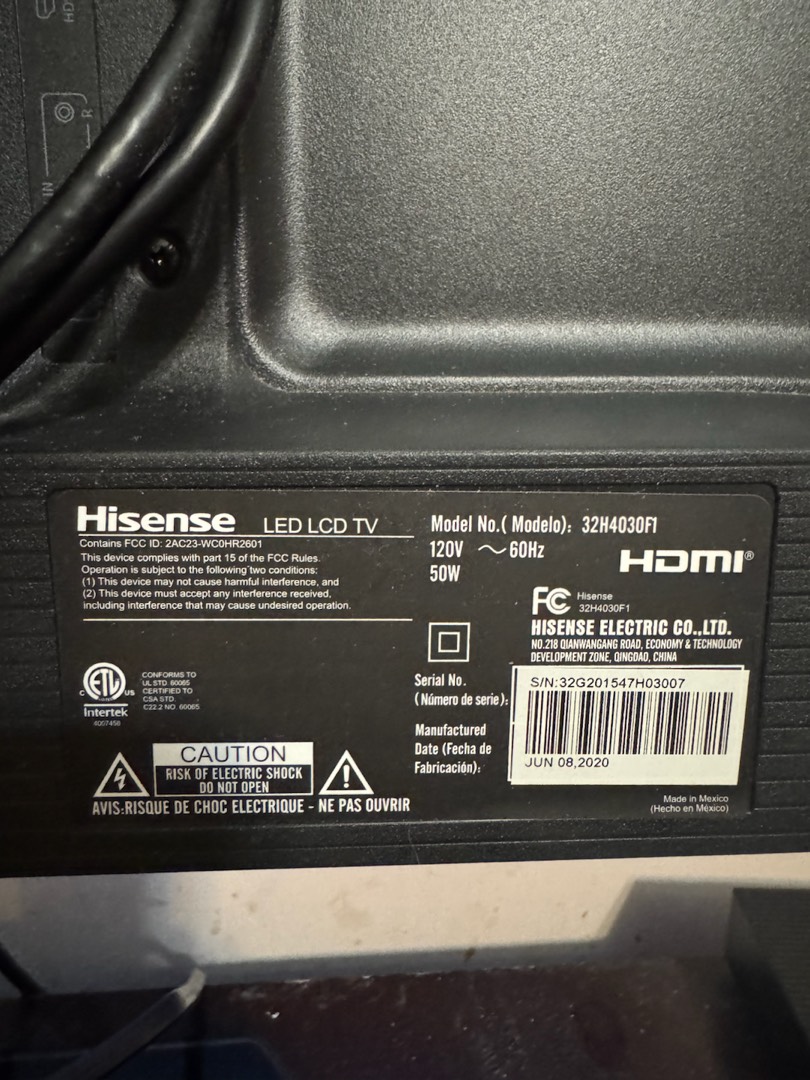 HD
R
IN
Hisense LED LCD TV
Contains FCC ID: 2AC23-WC0HR2601
This device complies with part 15 of the FCC Rules.
Operation is subject to the following two conditions:
(1) This device may not cause harmful interference, and
(2) This device must accept any interference received,
including interference that may cause undesired operation.
Model No.( Modelo): 32H4030F1
120V ~ 60Hz
50W
HDMI®
FC Hisense
32H4030F1
HISENSE ELECTRIC CO.,LTD.
NO.218 QIANWANGANG ROAD, ECONOMY & TECHNOLOGY
DEVELOPMENT ZONE, QINGDAO, CHINA
C ETL US
Intertek
4007458
CONFORMS TO
UL STD. 60065
CERTIFIED TO
CSA STD.
C22.2 NO. 60065
Serial No.
(Número de serie):
S/N:32G201547H03007
Manufactured
Date (Fecha de
Fabricación):
JUN 08,2020
CAUTION
RISK OF ELECTRIC SHOCK
DO NOT OPEN
AVIS:RISQUE DE CHOC ELECTRIQUE - NE PAS OUVRIR
Made in Mexico
(Hecho en México)